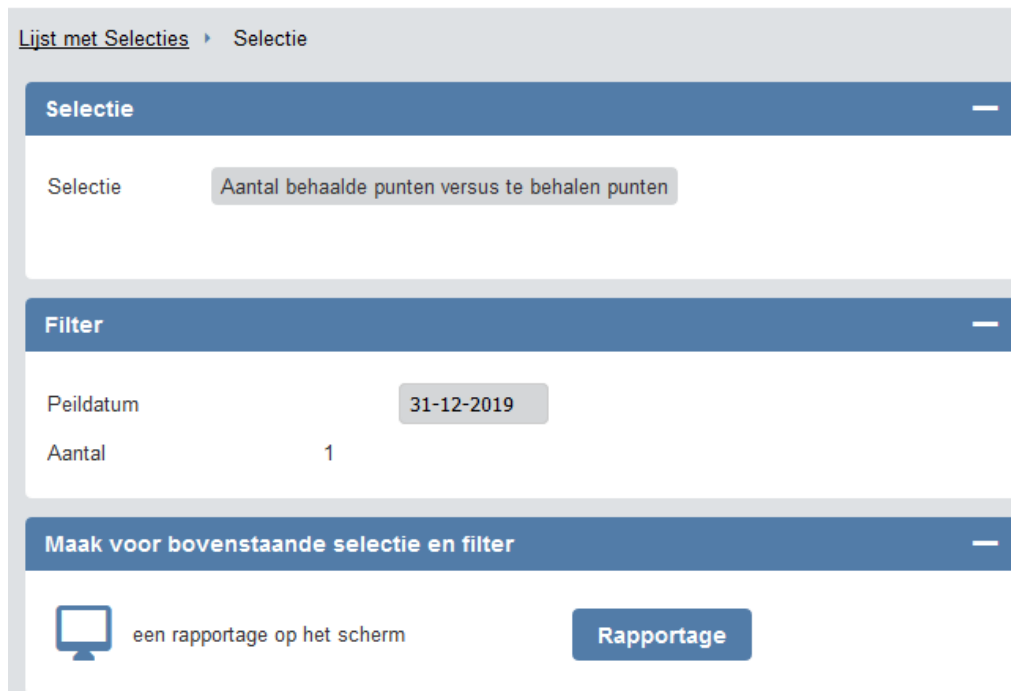 Lijst met Selecties Selectie
Selectie
Selectie Aantal behaalde punten versus te behalen punten
Filter
Peildatum 31-12-2019
Aantal 1
Maak voor bovenstaande selectie en filter
een rapportage op het scherm Rapportage